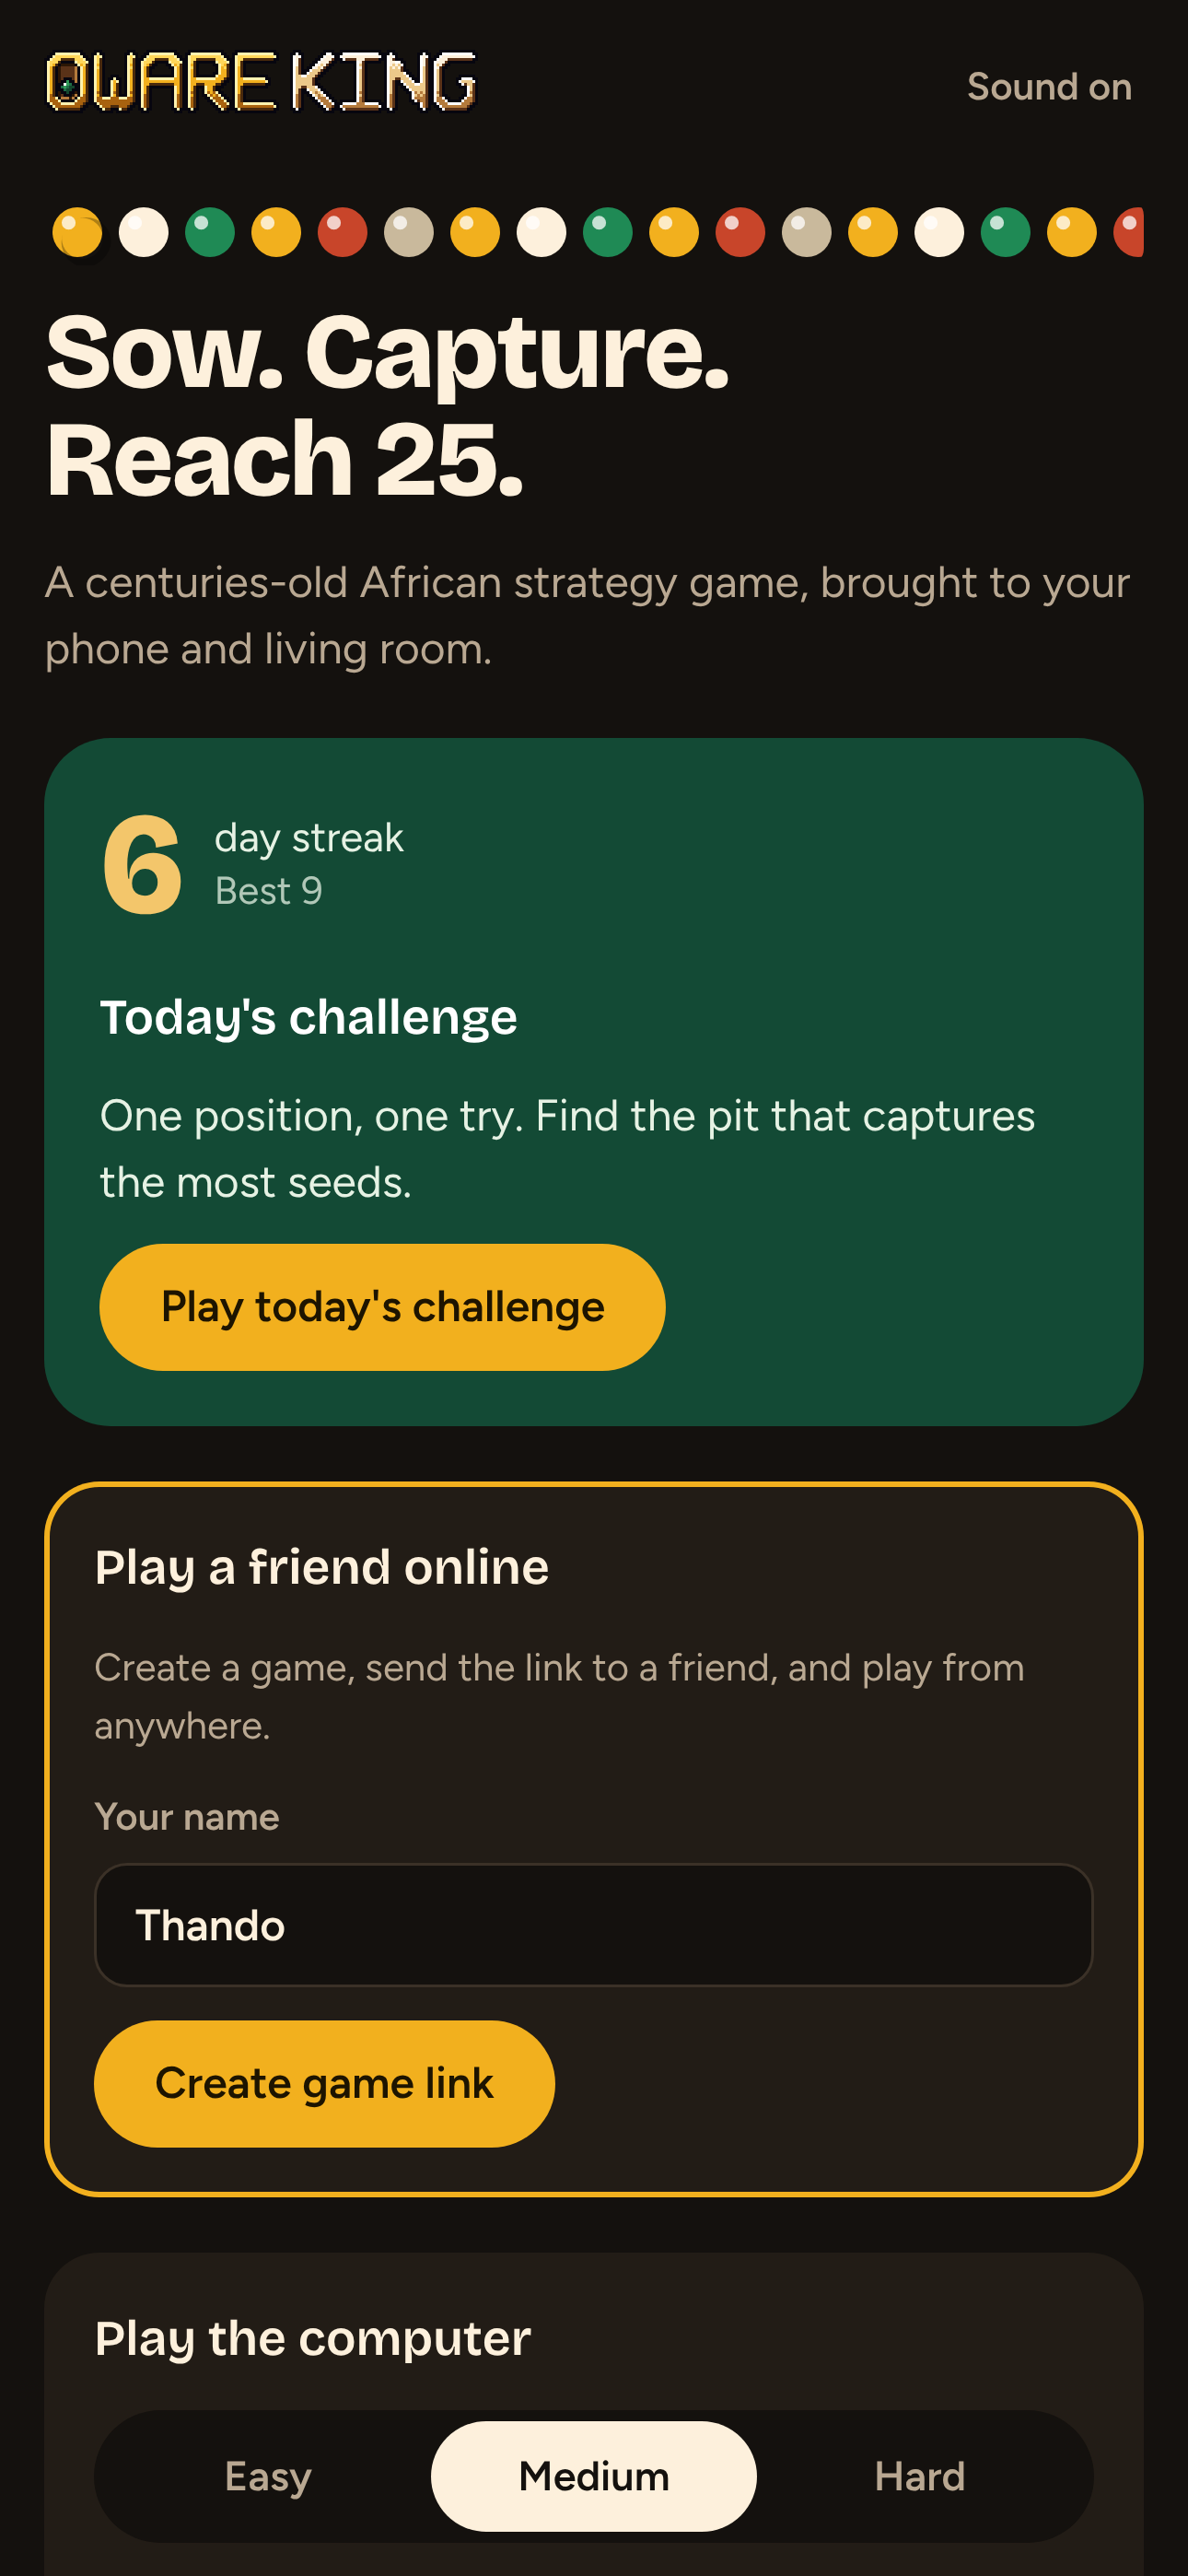 OWARE KING
Sound on
Sow. Capture.
Reach 25.
A centuries-old African strategy game, brought to your
phone and living room.
6
day streak
Best 9
Today's challenge
One position, one try. Find the pit that captures
the most seeds.
Play today's challenge
Play a friend online
Create a game, send the link to a friend, and play from
anywhere.
Your name
Thando
Create game link
Play the computer
Easy
Medium
Hard